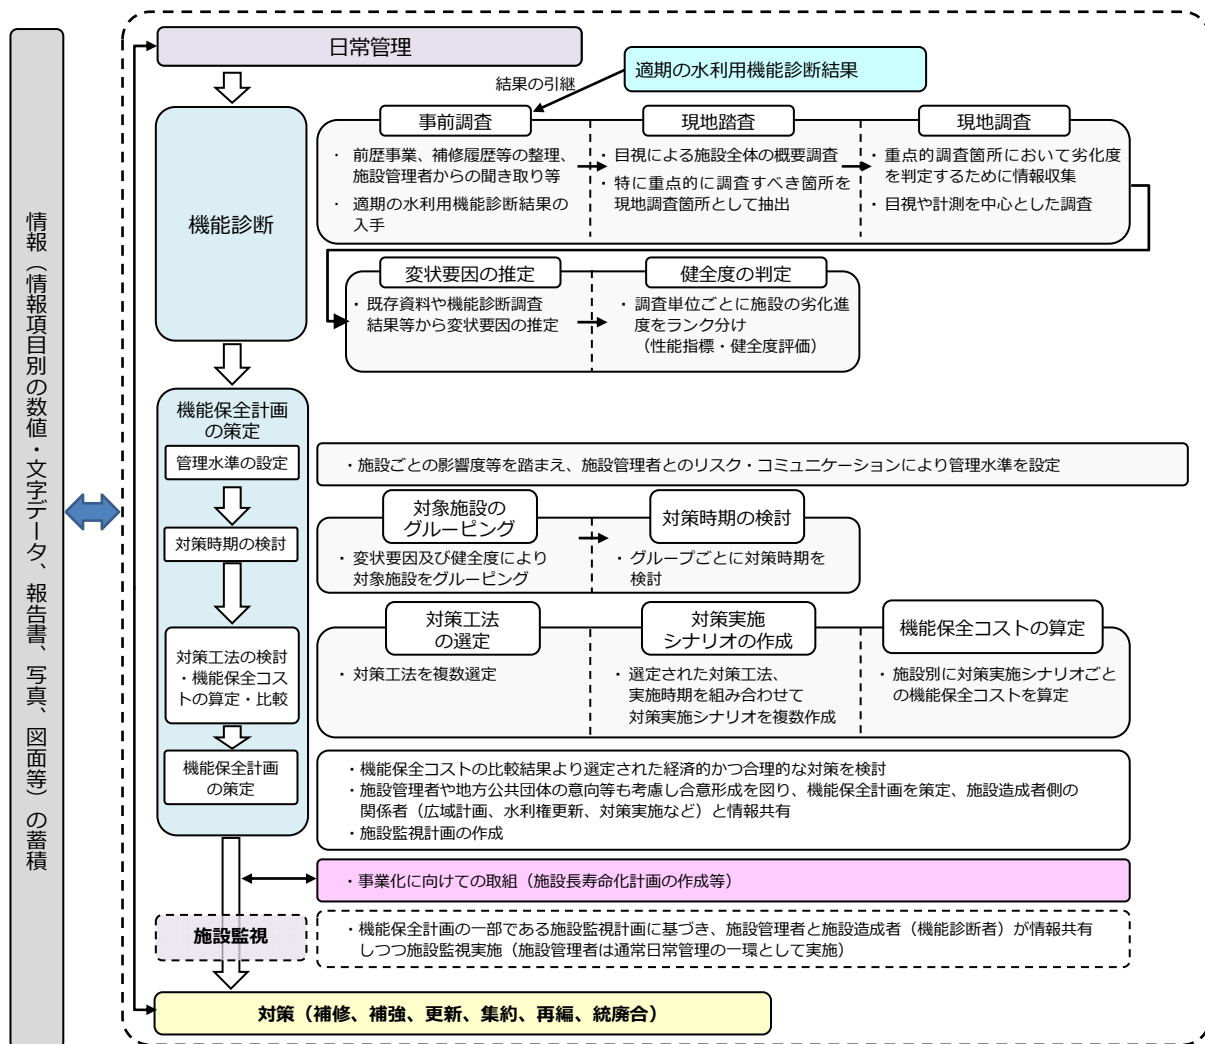 情報（情報項目別の数値・文字データ、報告書、写真、図面等）の蓄積
日常管理
適期の水利用機能診断結果
結果の引継
機能診断
事前調査
・ 前歴事業、補修履歴等の整理、
施設管理者からの聞き取り等
・ 適期の水利用機能診断結果の
入手
現地踏査
・ 目視による施設全体の概要調査
・ 特に重点的に調査すべき箇所を
現地調査箇所として抽出
現地調査
・ 重点的調査箇所において劣化度
を判定するために情報収集
・ 目視や計測を中心とした調査
変状要因の推定
・ 既存資料や機能診断調査
結果等から変状要因の推定
健全度の判定
・ 調査単位ごとに施設の劣化進
度をランク分け
（性能指標・健全度評価）
機能保全計画
の策定
管理水準の設定
・施設ごとの影響度等を踏まえ、施設管理者とのリスク・コミュニケーションにより管理水準を設定
対策時期の検討
対象施設の
グルーピング
・ 変状要因及び健全度により
対象施設をグルーピング
対策時期の検討
・ グループごとに対策時期を
検討
対策工法の検討
・機能保全コス
トの算定・比較
対策工法
の選定
・ 対策工法を複数選定
対策実施
シナリオの作成
・ 選定された対策工法、
実施時期を組み合わせて
対策実施シナリオを複数作成
機能保全コストの算定
・ 施設別に対策実施シナリオごと
の機能保全コストを算定
機能保全計画
の策定
・機能保全コストの比較結果より選定された経済的かつ合理的な対策を検討
・施設管理者や地方公共団体の意向等も考慮し合意形成を図り、機能保全計画を策定、施設造成者側の
関係者（広域計画、水利権更新、対策実施など）と情報共有
・施設監視計画の作成
・事業化に向けての取組（施設長寿命化計画の作成等）
施設監視
・機能保全計画の一部である施設監視計画に基づき、施設管理者と施設造成者（機能診断者）が情報共有
しつつ施設監視実施（施設管理者は通常日常管理の一環として実施）
対策（補修、補強、更新、集約、再編、統廃合）